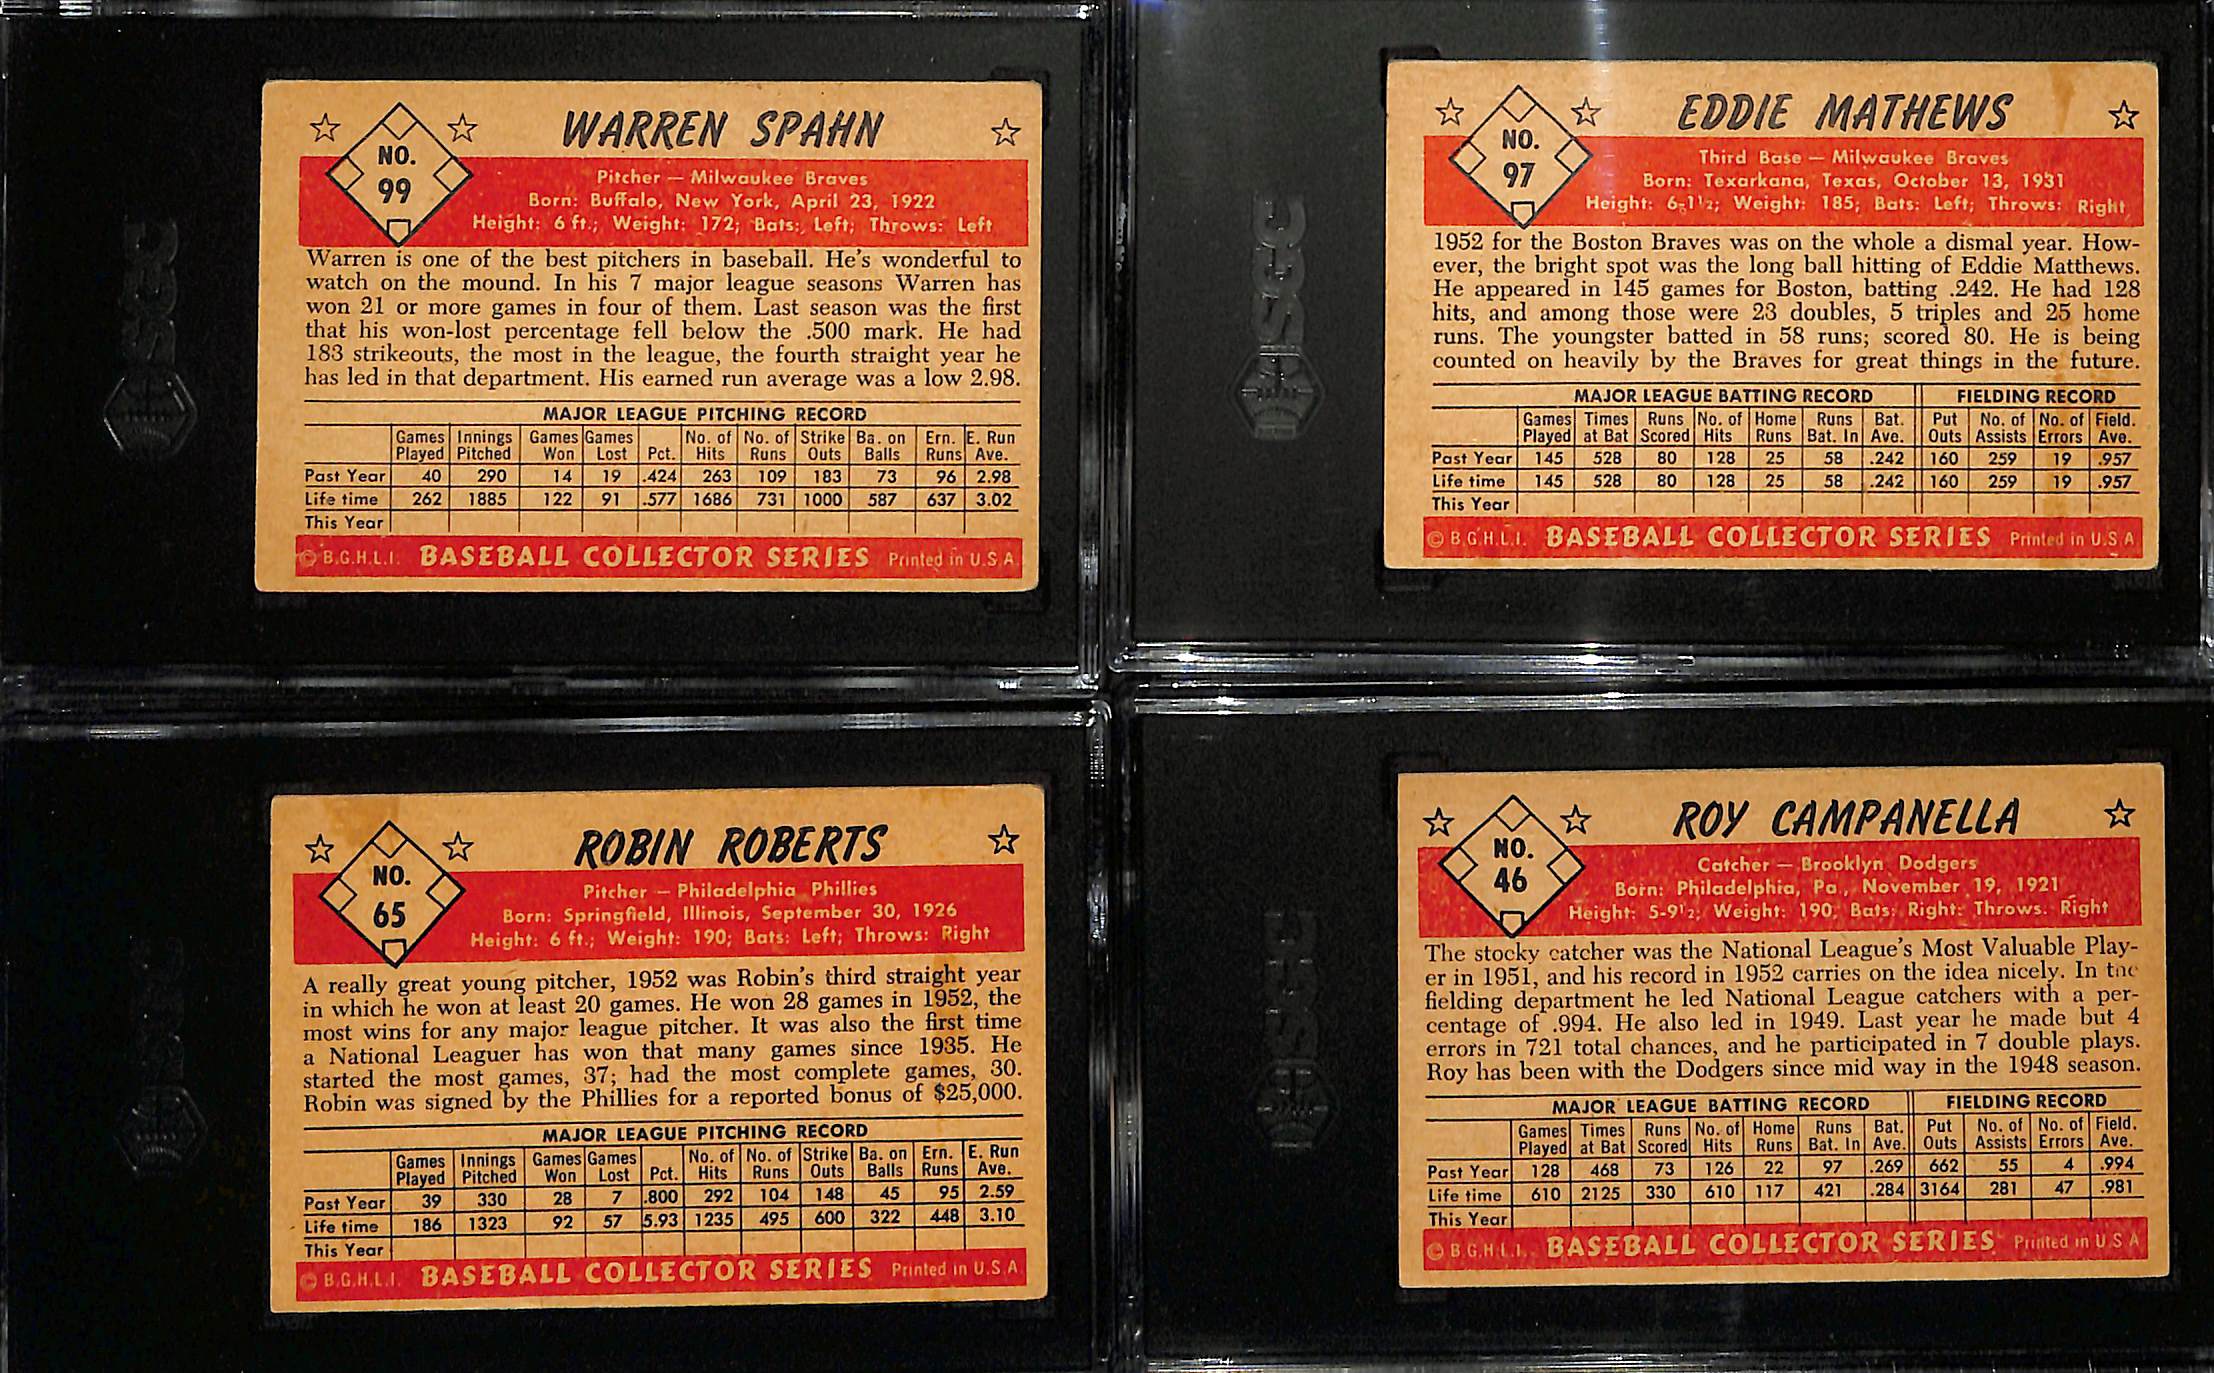 WARREN SPAHN
NO.
99
Pitcher — Milwaukee Braves
Born: Buffalo, New York, April 23, 1922
Height: 6 ft.; Weight: 172; Bats: Left; Throws: Left
Warren is one of the best pitchers in baseball. He's wonderful to
watch on the mound. In his 7 major league seasons Warren has
won 21 or more games in four of them. Last season was the first
that his won-lost percentage fell below the .500 mark. He had
183 strikeouts, the most in the league, the fourth straight year he
has led in that department. His earned run average was a low 2.98.
MAJOR LEAGUE PITCHING RECORD
Games Innings Games Games No. of No. of Strike Ba. on Ern. E. Run
Played Pitched Won Lost Pct. Hits Runs Outs Balls Runs Ave.
Past Year 40 290 14 19 .424 263 109 183 73 96 2.98
Life time 262 1885 122 91 .577 1686 731 1000 587 637 3.02
This Year
© B.G.H.L.I. BASEBALL COLLECTOR SERIES Printed in U.S.A.
SGC
EDDIE MATHEWS
NO.
97
Third Base — Milwaukee Braves
Born: Texarkana, Texas, October 13, 1931
Height: 6-1½; Weight: 185; Bats: Left; Throws: Right
1952 for the Boston Braves was on the whole a dismal year. How-
ever, the bright spot was the long ball hitting of Eddie Matthews.
He appeared in 145 games for Boston, batting .242. He had 128
hits, and among those were 23 doubles, 5 triples and 25 home
runs. The youngster batted in 58 runs; scored 80. He is being
counted on heavily by the Braves for great things in the future.
MAJOR LEAGUE BATTING RECORD FIELDING RECORD
Games Times Runs No. of Home Runs Bat. Put No. of No. of Field.
Played at Bat Scored Hits Runs Bat. In Ave. Outs Assists Errors Ave.
Past Year 145 528 80 128 25 58 .242 160 259 19 .957
Life time 145 528 80 128 25 58 .242 160 259 19 .957
This Year
© B.G.H.L.I. BASEBALL COLLECTOR SERIES Printed in U.S.A
SGC
ROBIN ROBERTS
NO.
65
Pitcher — Philadelphia Phillies
Born: Springfield, Illinois, September 30, 1926
Height: 6 ft.; Weight: 190; Bats: Left; Throws: Right
A really great young pitcher, 1952 was Robin's third straight year
in which he won at least 20 games. He won 28 games in 1952, the
most wins for any major league pitcher. It was also the first time
a National Leaguer has won that many games since 1935. He
started the most games, 37; had the most complete games, 30.
Robin was signed by the Phillies for a reported bonus of $25,000.
MAJOR LEAGUE PITCHING RECORD
Games Innings Games Games No. of No. of Strike Ba. on Ern. E. Run
Played Pitched Won Lost Pct. Hits Runs Outs Balls Runs Ave.
Past Year 39 330 28 7 .800 292 104 148 45 95 2.59
Life time 186 1323 92 57 5.93 1235 495 600 322 448 3.10
This Year
© B.G.H.L.I. BASEBALL COLLECTOR SERIES Printed in U.S.A.
SGC
ROY CAMPANELLA
NO.
46
Catcher — Brooklyn Dodgers
Born: Philadelphia, Pa., November 19, 1921
Height: 5-9½; Weight: 190; Bats: Right: Throws. Right
The stocky catcher was the National League's Most Valuable Play-
er in 1951, and his record in 1952 carries on the idea nicely. In the
fielding department he led National League catchers with a per-
centage of .994. He also led in 1949. Last year he made but 4
errors in 721 total chances, and he participated in 7 double plays.
Roy has been with the Dodgers since mid way in the 1948 season.
MAJOR LEAGUE BATTING RECORD FIELDING RECORD
Games Times Runs No. of Home Runs Bat. Put No. of No. of Field.
Played at Bat Scored Hits Runs Bat. In Ave. Outs Assists Errors Ave.
Past Year 128 468 73 126 22 97 .269 662 55 4 .994
Life time 610 2125 330 610 117 421 .284 3164 281 47 .981
This Year
© B.G.H.L.I. BASEBALL COLLECTOR SERIES Printed in U.S.A
SGC